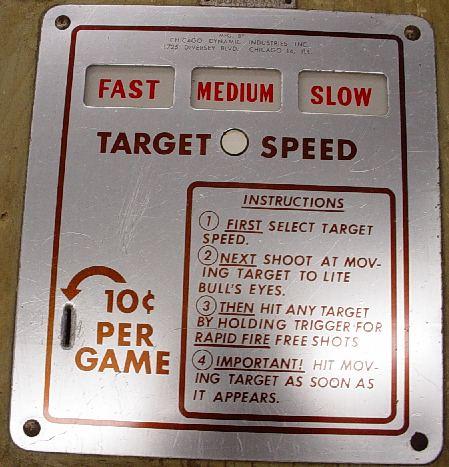 MFG. BY
CHICAGO DYNAMIC INDUSTRIES INC.
1725 DIVERSEY BLVD. CHICAGO 14, ILL.
FAST MEDIUM SLOW
TARGET SPEED
INSTRUCTIONS
1 FIRST SELECT TARGET
SPEED.
2 NEXT SHOOT AT MOV-
ING TARGET TO LITE
BULL'S EYES.
3 THEN HIT ANY TARGET
BY HOLDING TRIGGER FOR
RAPID FIRE FREE SHOTS
4 IMPORTANT! HIT MOV-
ING TARGET AS SOON AS
IT APPEARS.
10¢
PER
GAME